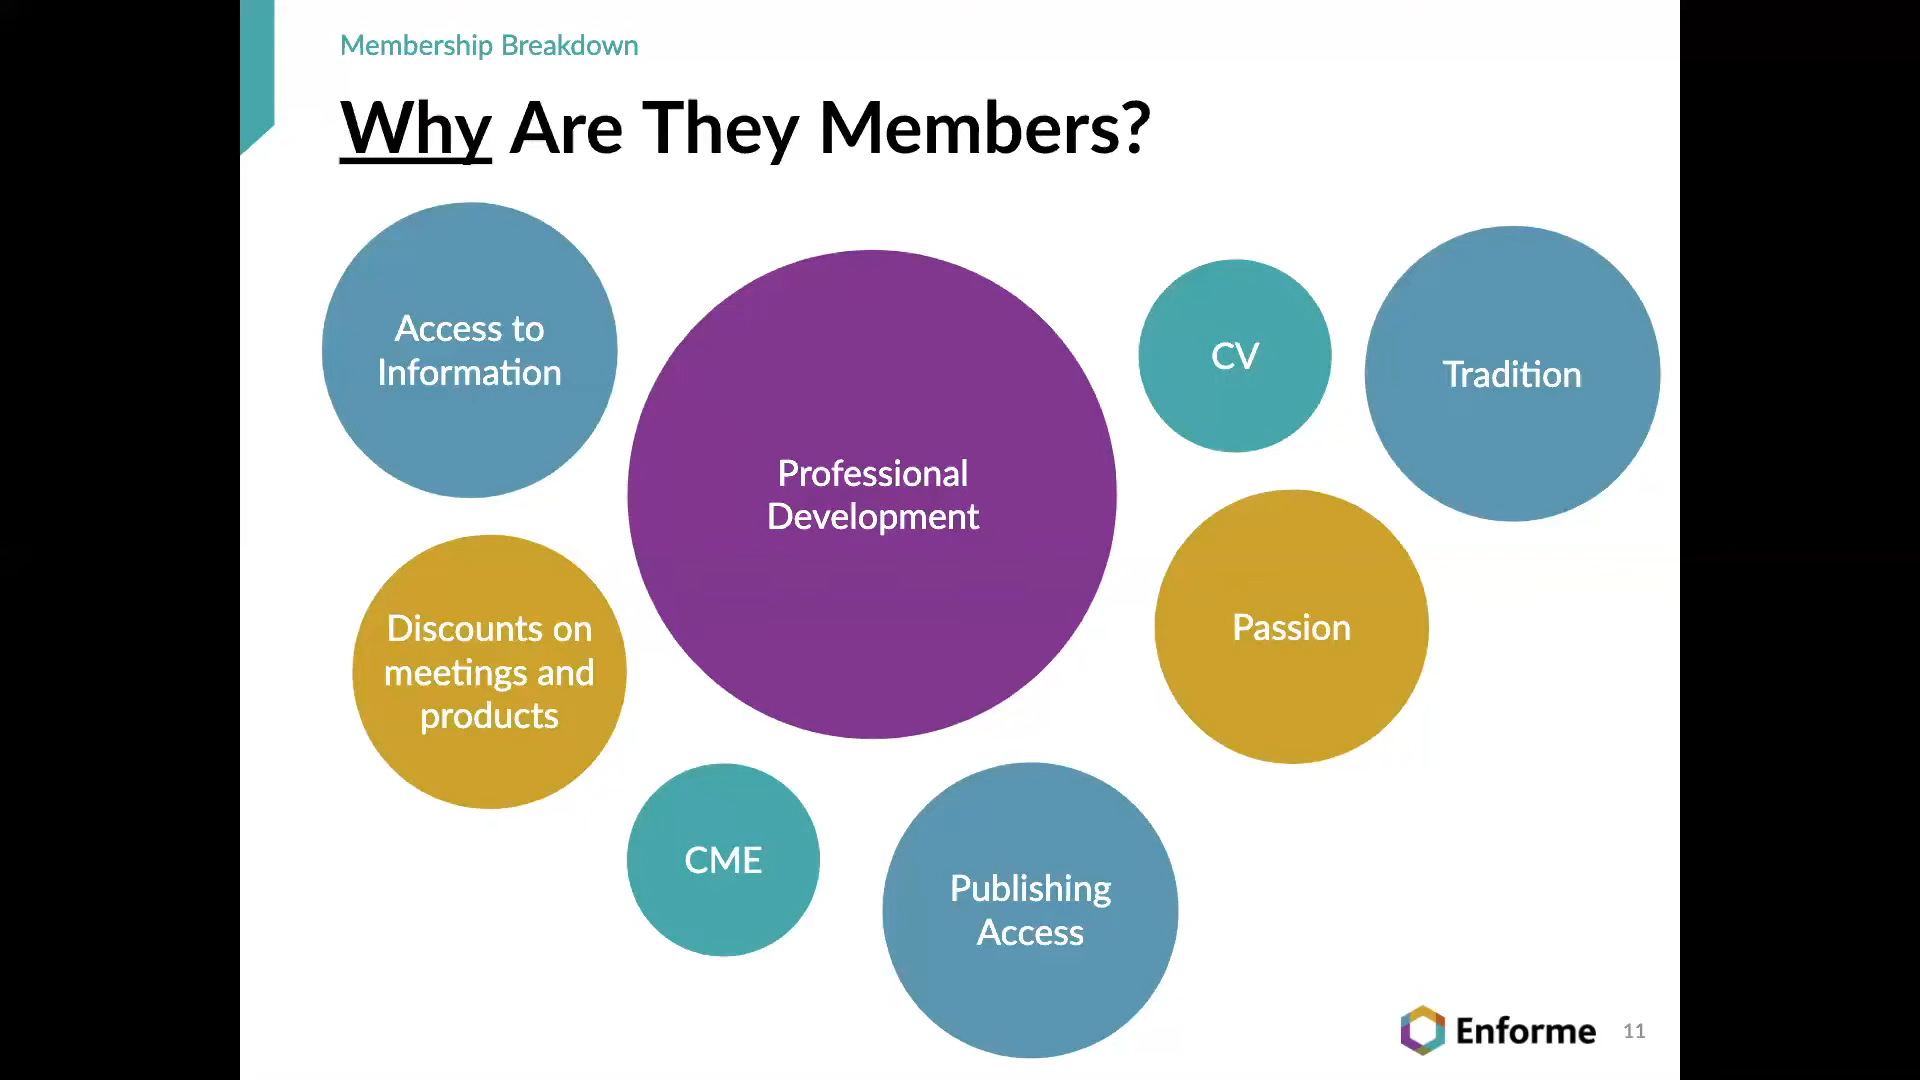 Membership Breakdown
Why Are They Members?
Access to
Information
Professional
Development
CV
Tradition
Discounts on
meetings and
products
Passion
CME
Publishing
Access
Enforme
11